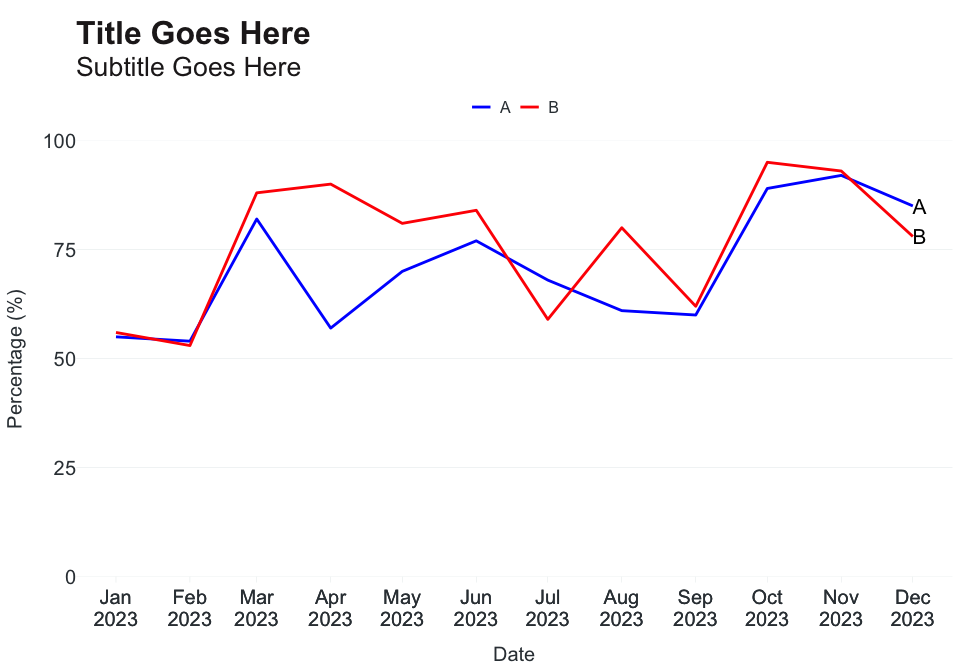 Title Goes Here
Subtitle Goes Here
A B
100
75
50
25
0
Percentage (%)
A
B
Jan Feb Mar Apr May Jun Jul Aug Sep Oct Nov Dec
2023 2023 2023 2023 2023 2023 2023 2023 2023 2023 2023 2023
Date